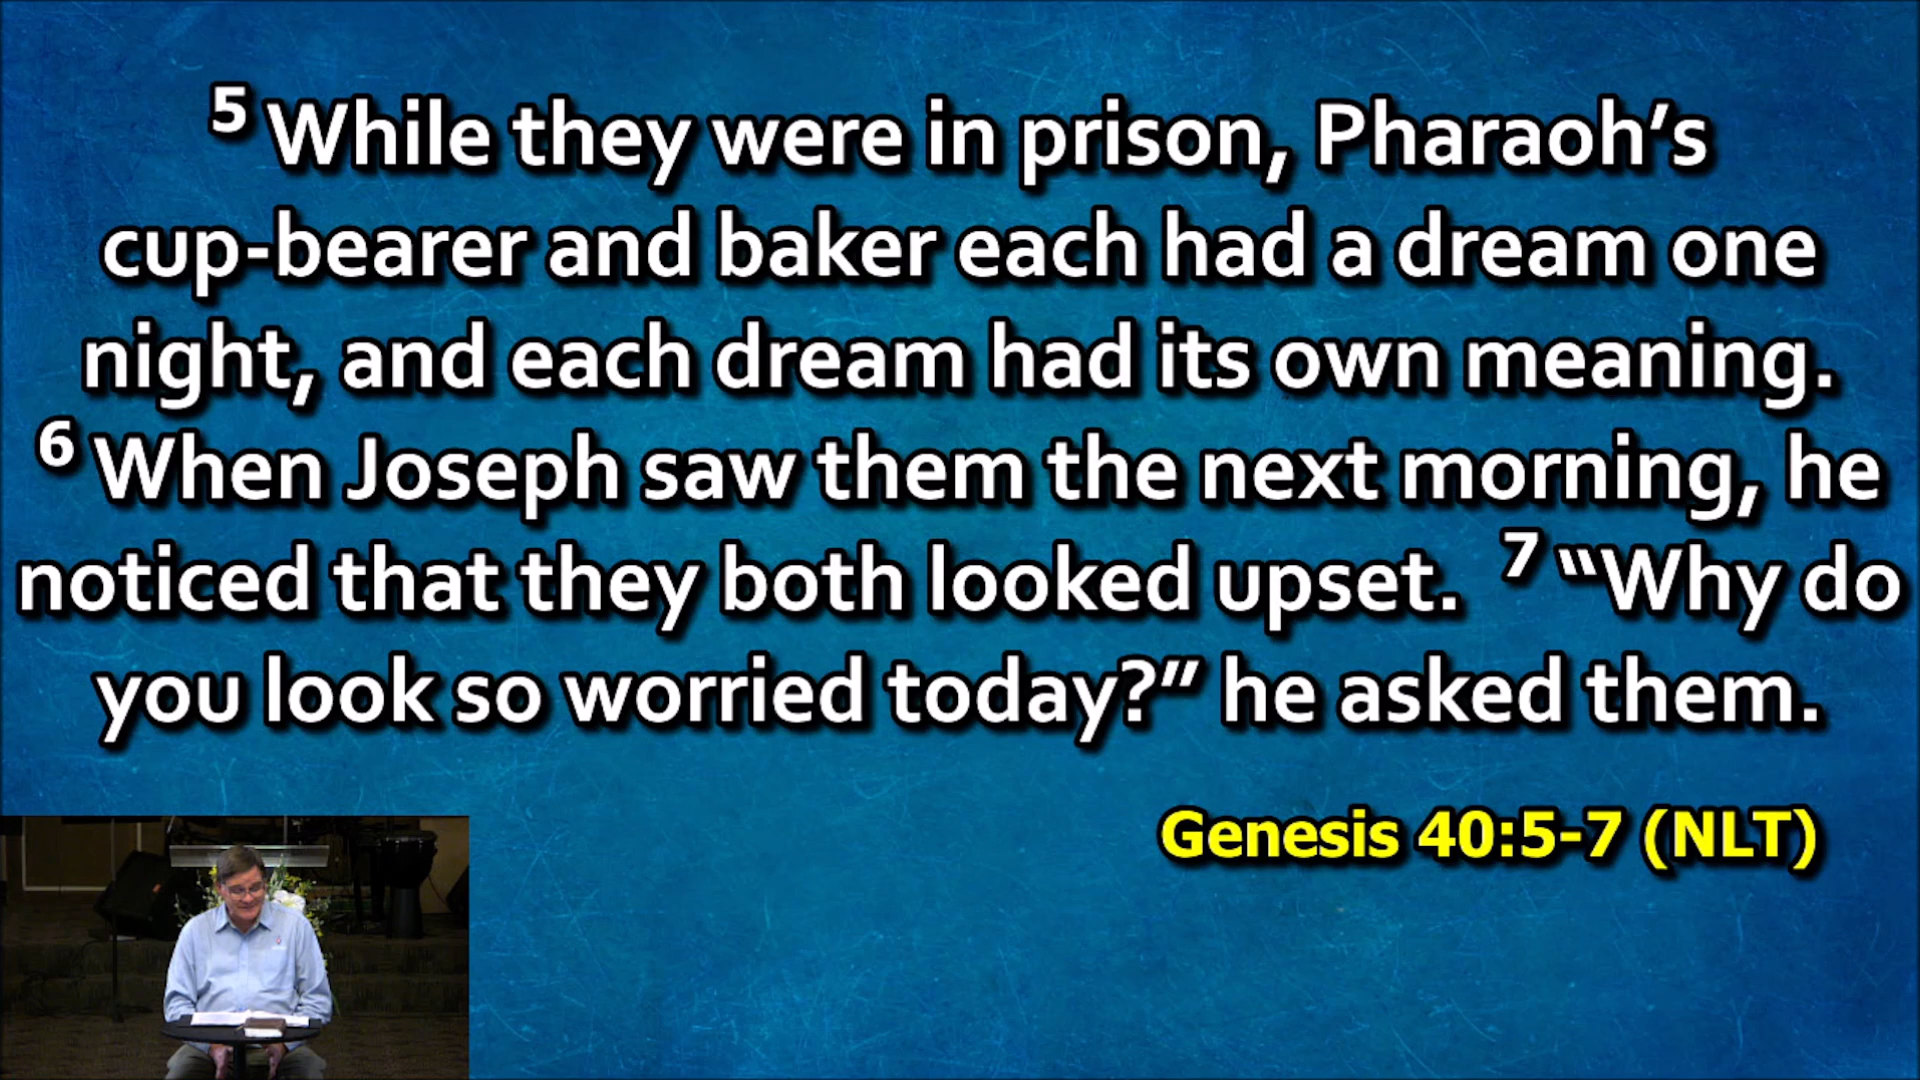 5 While they were in prison, Pharaoh’s
cup-bearer and baker each had a dream one
night, and each dream had its own meaning.
6 When Joseph saw them the next morning, he
noticed that they both looked upset. 7 “Why do
you look so worried today?” he asked them.
Genesis 40:5-7 (NLT)